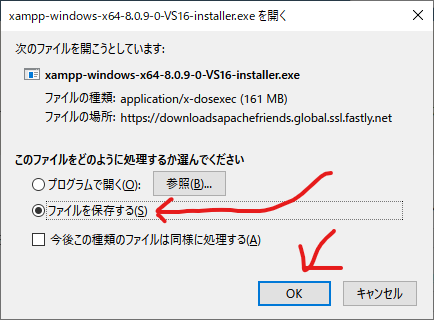 xampp-windows-x64-8.0.9-0-VS16-installer.exe を開く
次のファイルを開こうとしています:
xampp-windows-x64-8.0.9-0-VS16-installer.exe
ファイルの種類: application/x-dosexec (161 MB)
ファイルの場所: https://downloadsapachefriends.global.ssl.fastly.net
このファイルをどのように処理するか選んでください
プログラムで開く(O): 参照(B)...
ファイルを保存する(S)
今後この種類のファイルは同様に処理する(A)
OK キャンセル